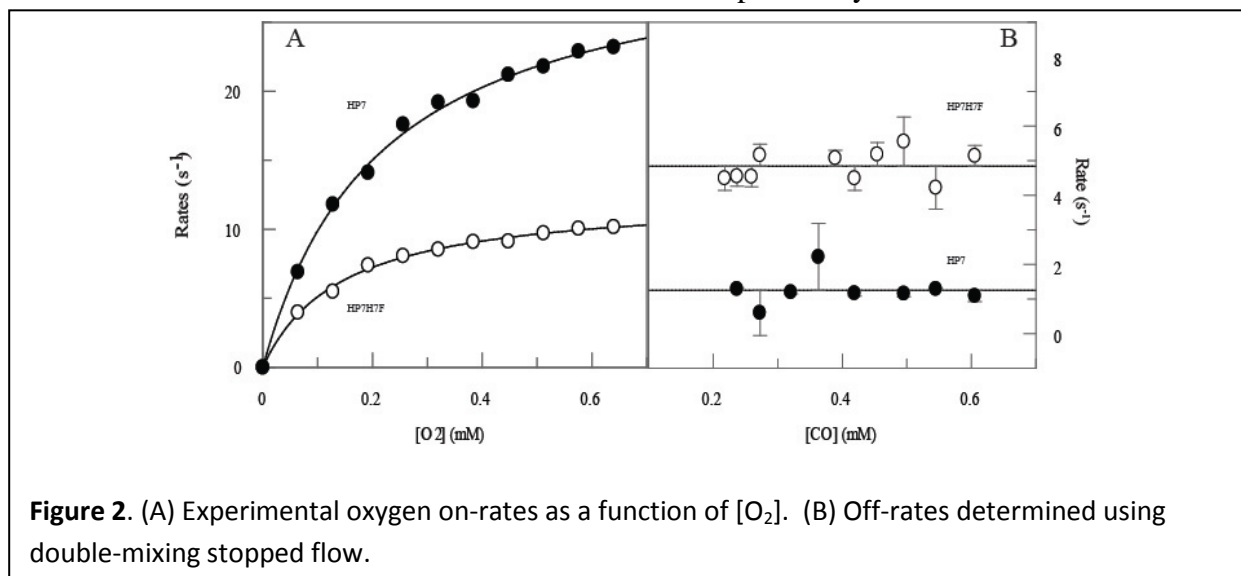 A
B
HP7
HP7H7F
Rates (s-1)
20
10
0
0
0.2
0.4
0.6
[O2] (mM)
HP7H7F
HP7
8
6
4
2
0
Rate (s-1)
0.2
0.4
0.6
[CO] (mM)
Figure 2. (A) Experimental oxygen on-rates as a function of [O2]. (B) Off-rates determined using
double-mixing stopped flow.